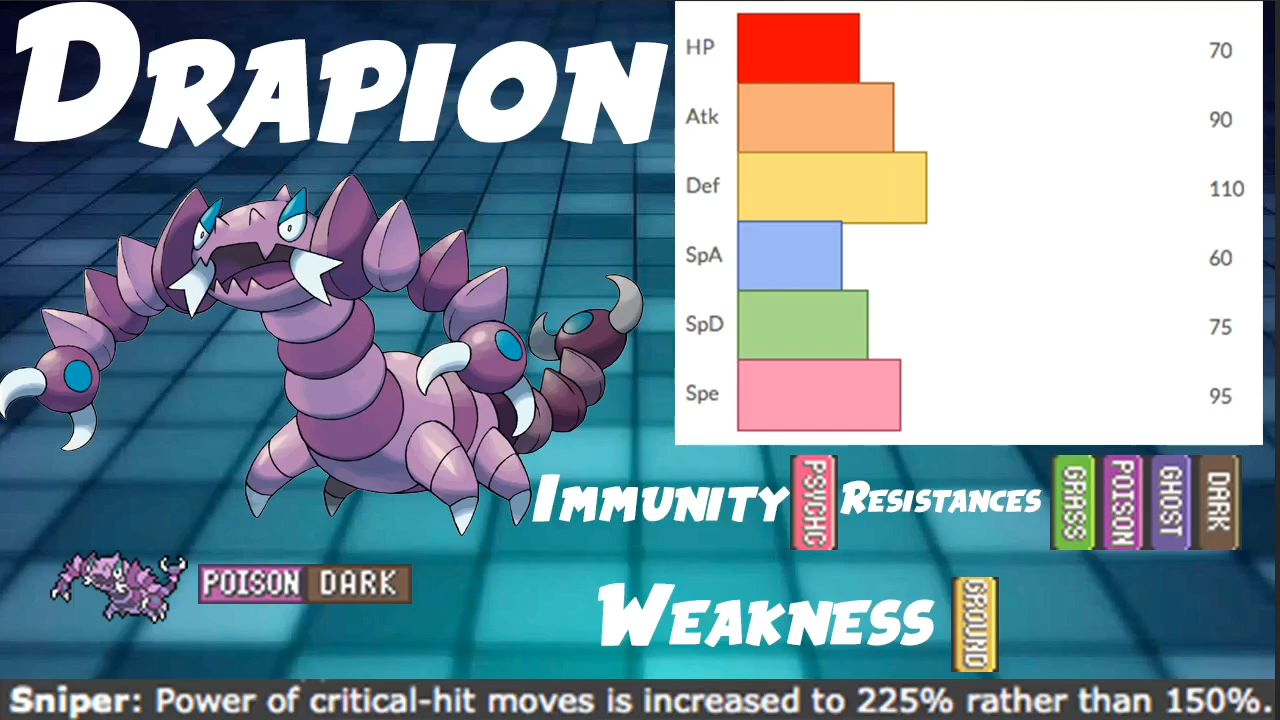 DRAPION
HP 70
Atk 90
Def 110
SpA 60
SpD 75
Spe 95
IMMUNITY PSYCHC RESISTANCES GRASS POISON GHOST DARK
POISON DARK
WEAKNESS GROUND
Sniper: Power of critical-hit moves is increased to 225% rather than 150%.